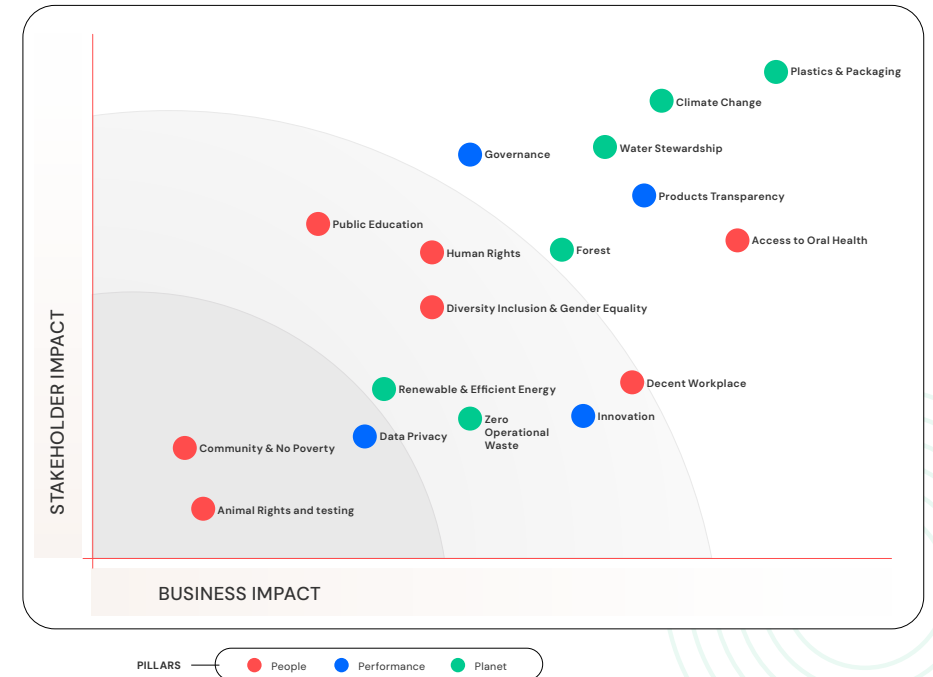 Plastics & Packaging
Climate Change
Water Stewardship
Governance
Products Transparency
Public Education
Access to Oral Health
Human Rights
Forest
Diversity Inclusion & Gender Equality
Decent Workplace
Renewable & Efficient Energy
Innovation
Zero
Operational
Waste
Data Privacy
Community & No Poverty
Animal Rights and testing
STAKEHOLDER IMPACT
BUSINESS IMPACT
PILLARS
People
Performance
Planet